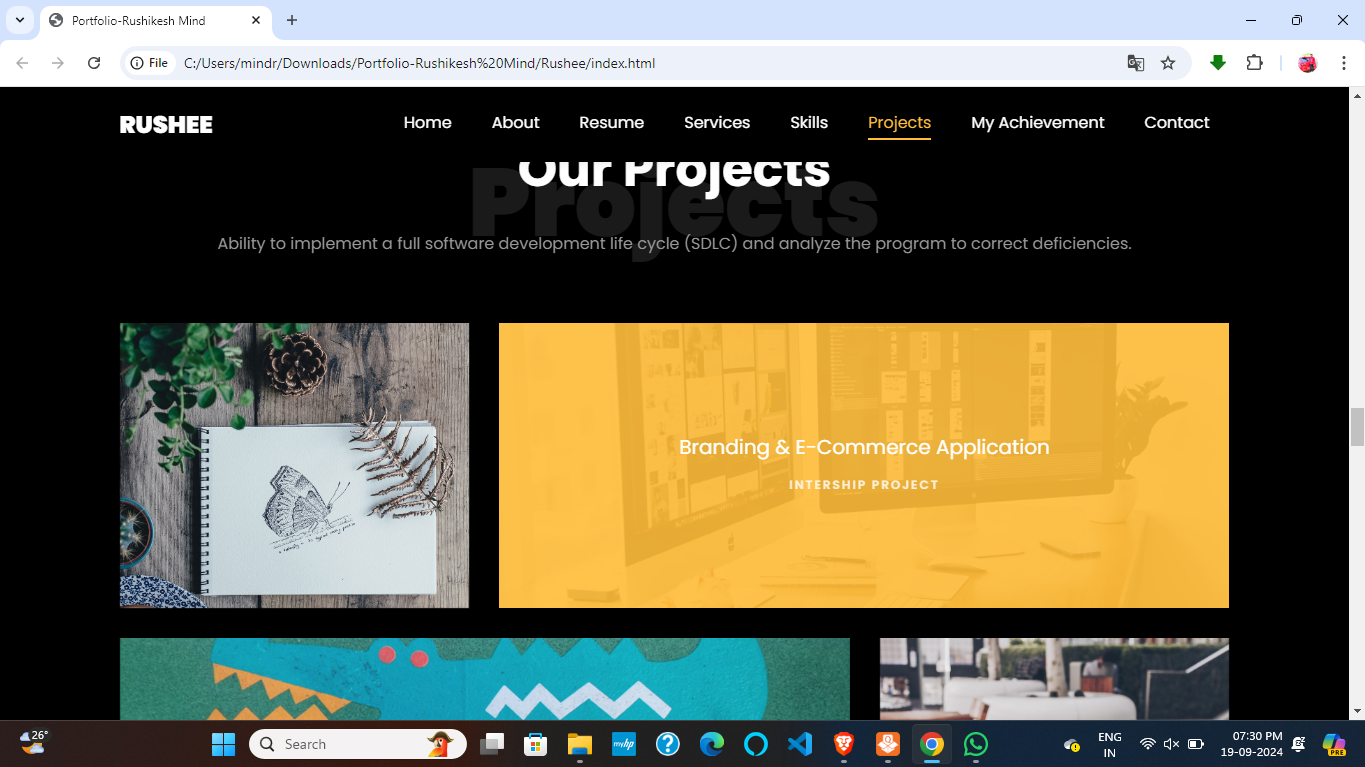 Portfolio-Rushikesh Mind
File
C:/Users/mindr/Downloads/Portfolio-Rushikesh%20Mind/Rushee/index.html
RUSHEE
Home About Resume Services Skills Projects My Achievement Contact
Projects
Our Projects
Ability to implement a full software development life cycle (SDLC) and analyze the program to correct deficiencies.
Branding & E-Commerce Application
INTERSHIP PROJECT
26°
Search
myhp
ENG
IN
07:30 PM
19-09-2024
PRE